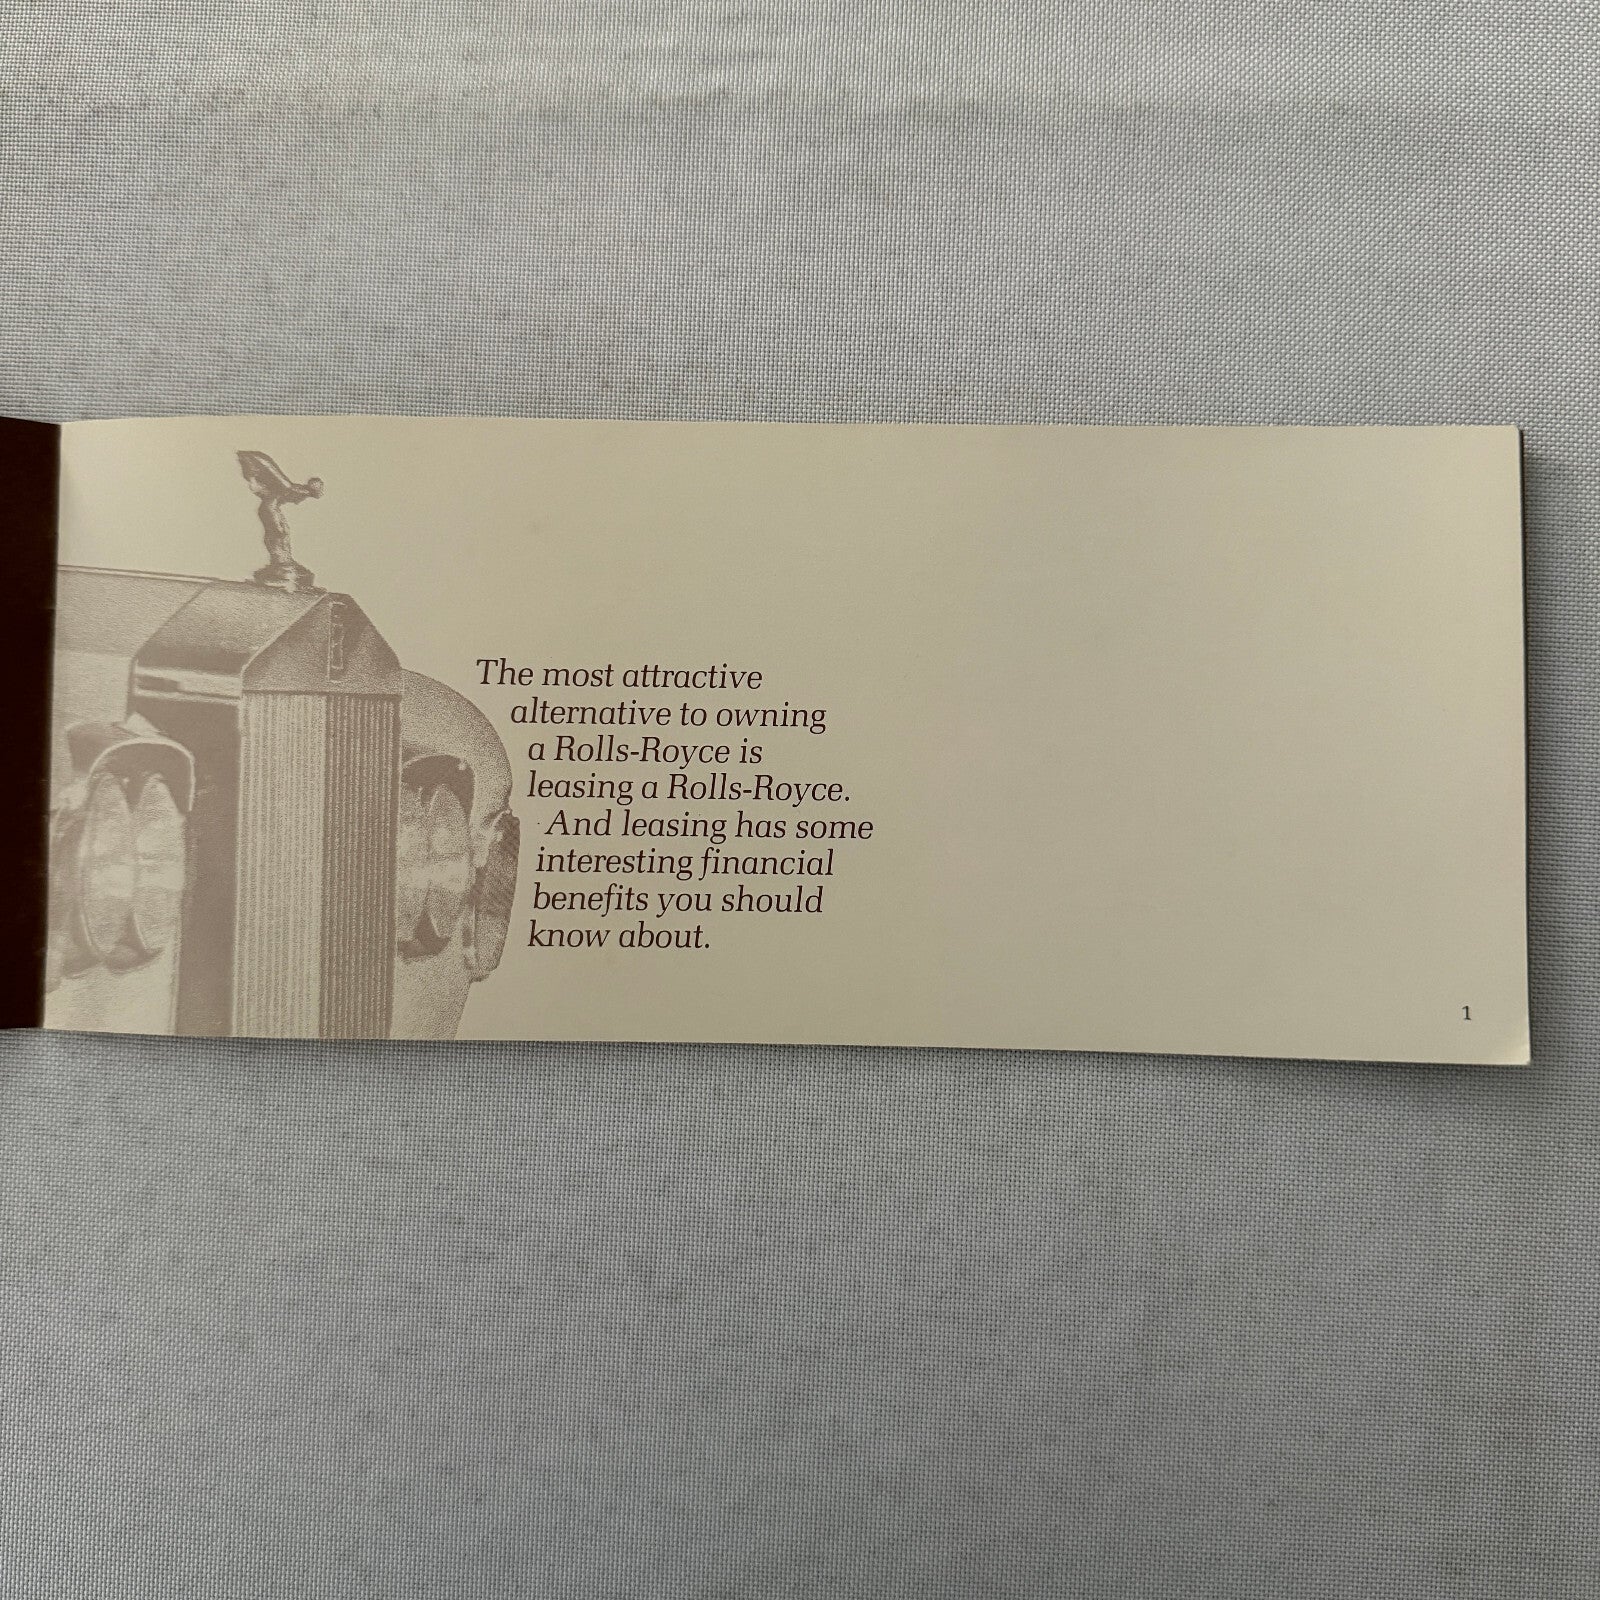 The most attractive
alternative to owning
a Rolls-Royce is
leasing a Rolls-Royce.
And leasing has some
interesting financial
benefits you should
know about.
1